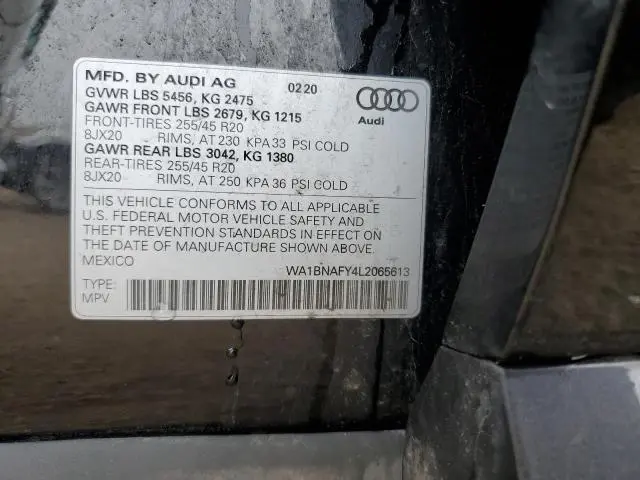 MFD. BY AUDI AG 02 20
GVWR LBS 5456, KG 2475
GAWR FRONT LBS 2679, KG 1215
FRONT-TIRES 255/45 R20
8JX20 RIMS, AT 230 KPA 33 PSI COLD
GAWR REAR LBS 3042, KG 1380
REAR-TIRES 255/45 R20
8JX20 RIMS, AT 250 KPA 36 PSI COLD
Audi
THIS VEHICLE CONFORMS TO ALL APPLICABLE
U.S. FEDERAL MOTOR VEHICLE SAFETY AND
THEFT PREVENTION STANDARDS IN EFFECT ON
THE DATE OF MANUFACTURE SHOWN ABOVE.
MEXICO WA1BNAFY4L2065613
TYPE:
MPV